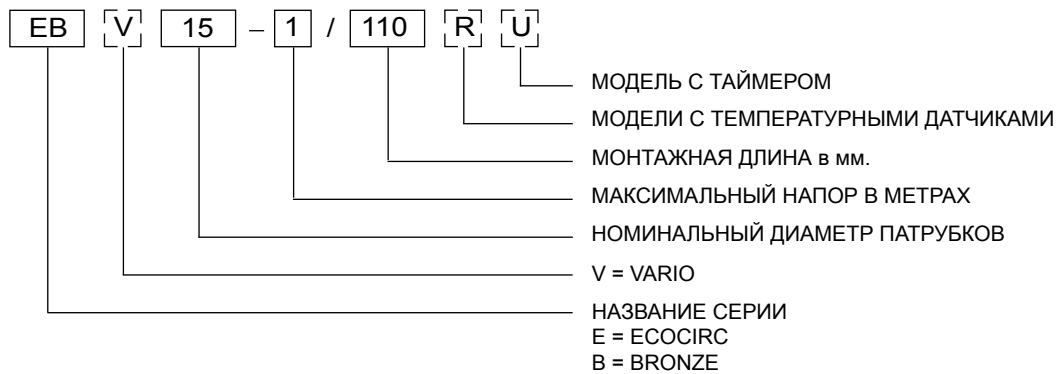 EB V 15 – 1 / 110 R U
МОДЕЛЬ С ТАЙМЕРОМ
МОДЕЛИ С ТЕМПЕРАТУРНЫМИ ДАТЧИКАМИ
МОНТАЖНАЯ ДЛИНА в мм.
МАКСИМАЛЬНЫЙ НАПОР В МЕТРАХ
НОМИНАЛЬНЫЙ ДИАМЕТР ПАТРУБКОВ
V = VARIO
НАЗВАНИЕ СЕРИИ
E = ECOCIRC
B = BRONZE